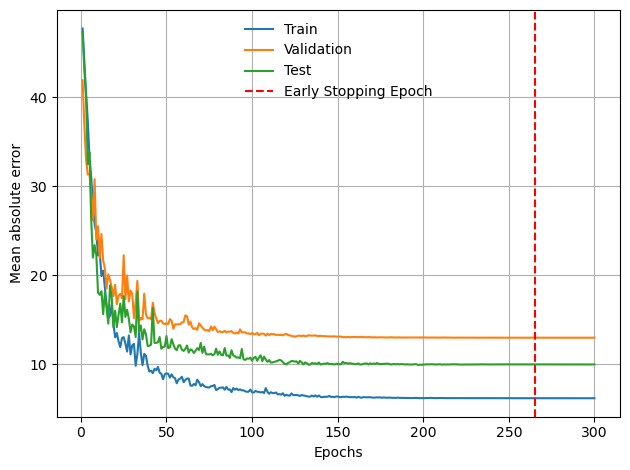 Train
Validation
Test
Early Stopping Epoch
Mean absolute error
40
30
20
10
0 50 100 150 200 250 300
Epochs